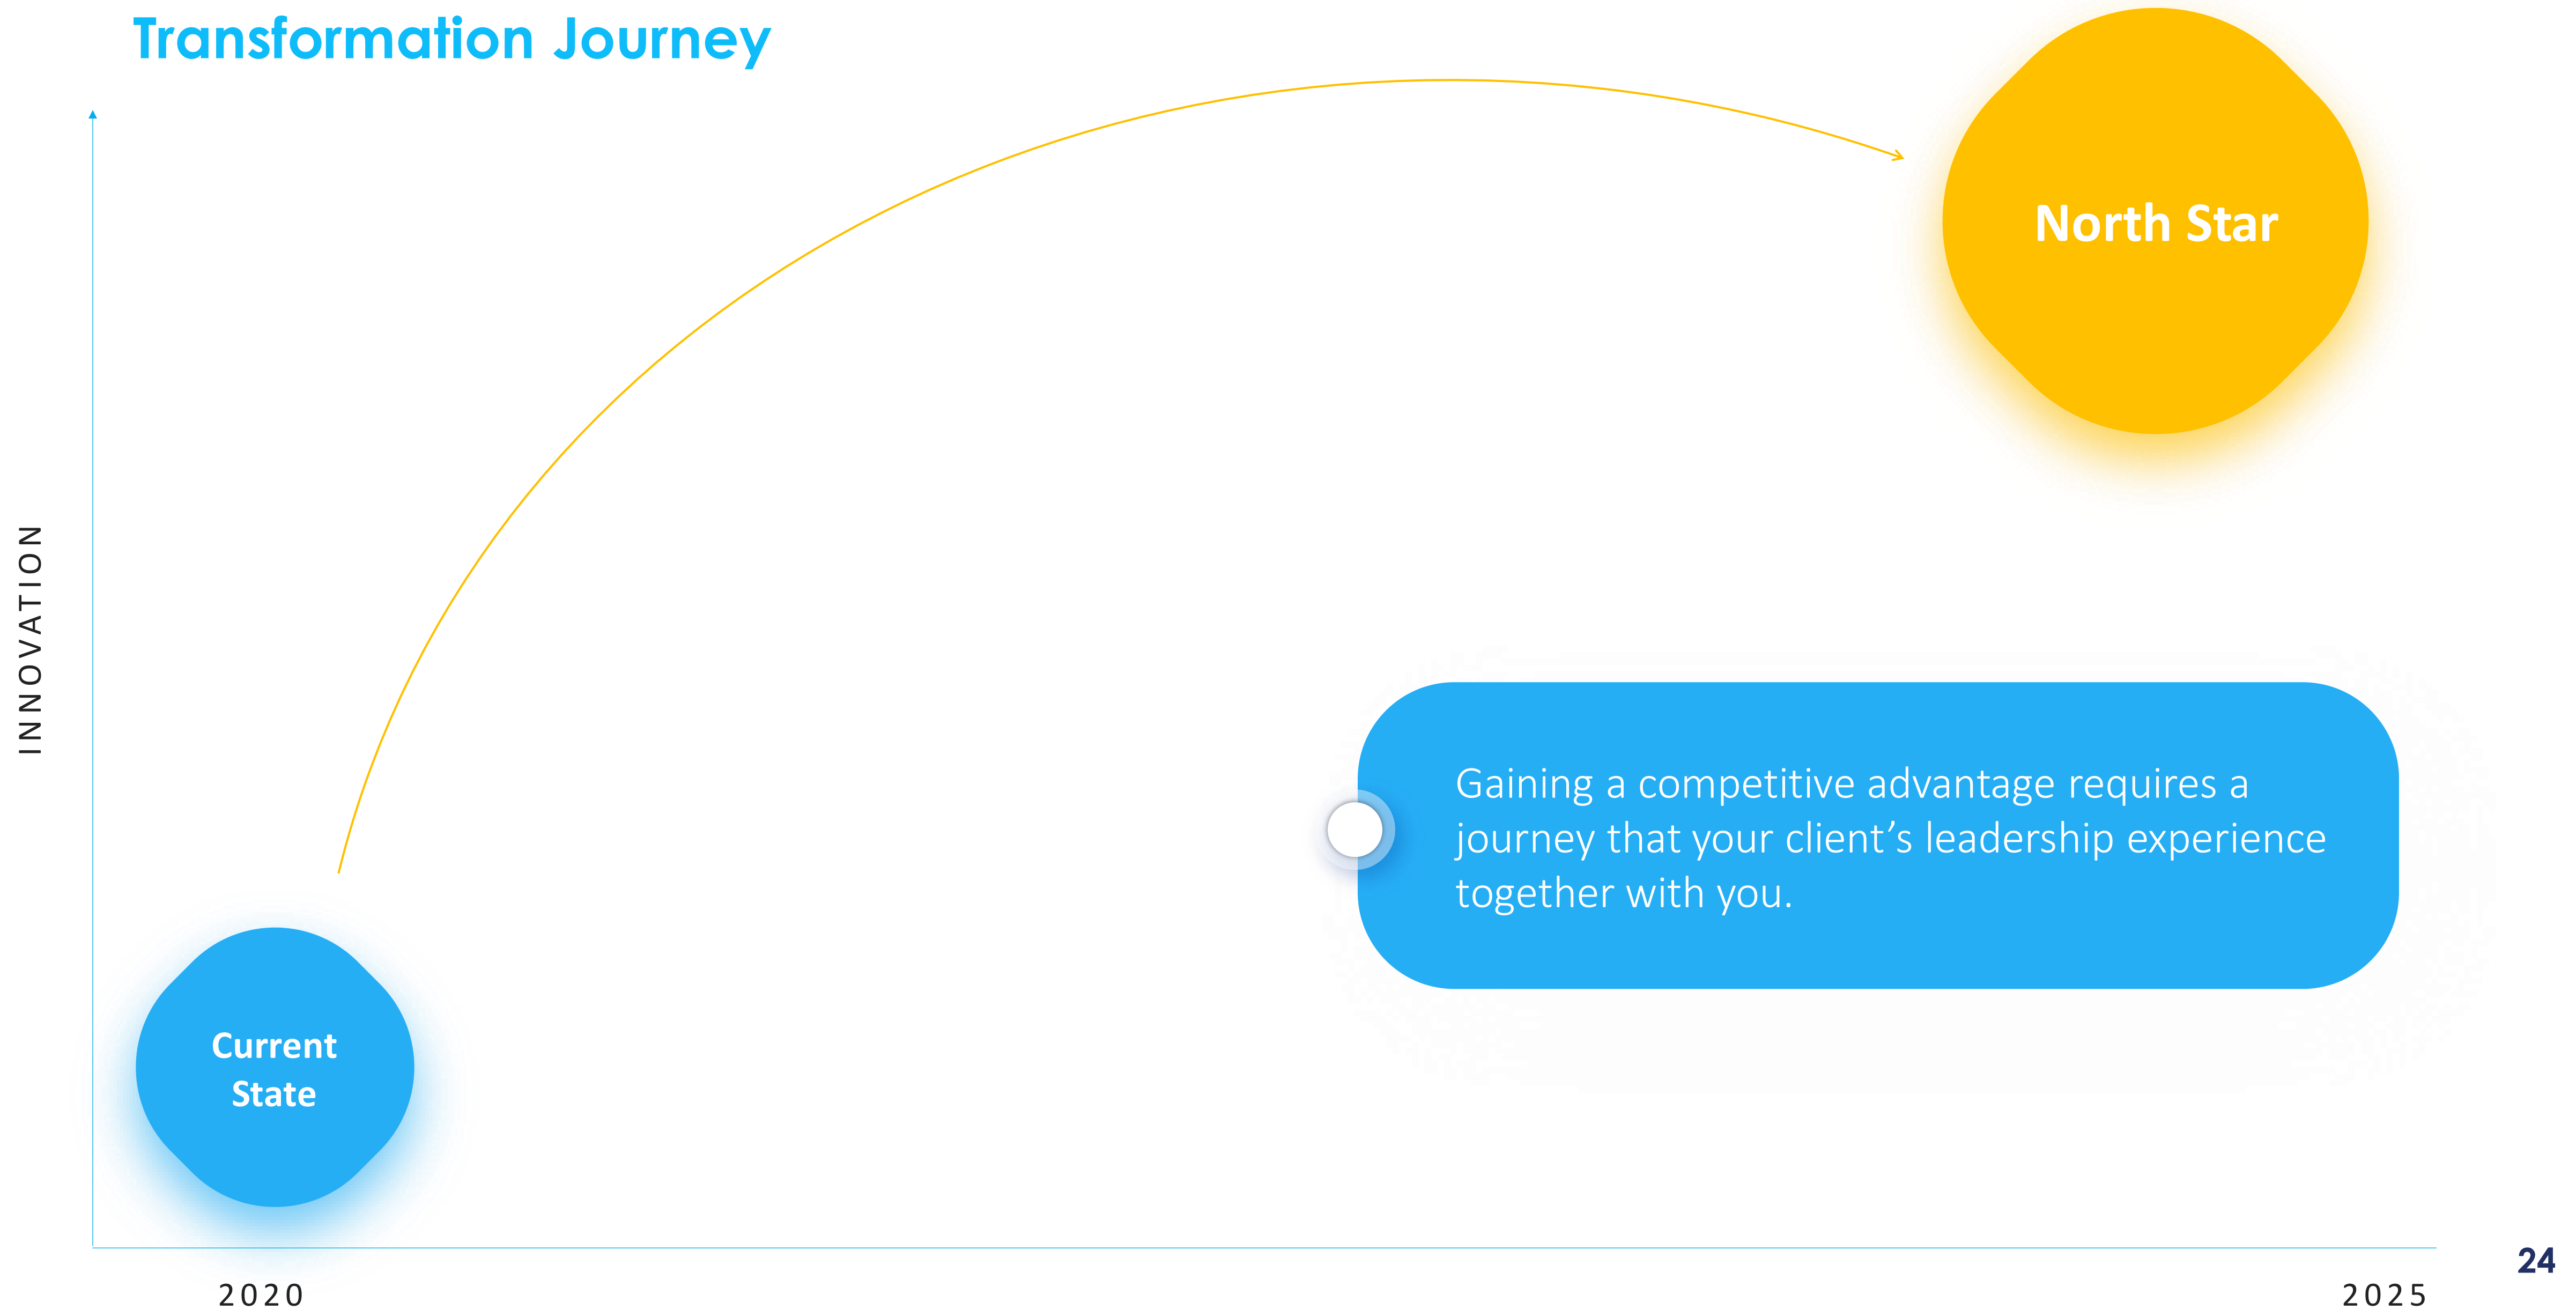 Transformation Journey
North Star
INNOVATION
Gaining a competitive advantage requires a
journey that your client’s leadership experience
together with you.
Current
State
24
2020
2025